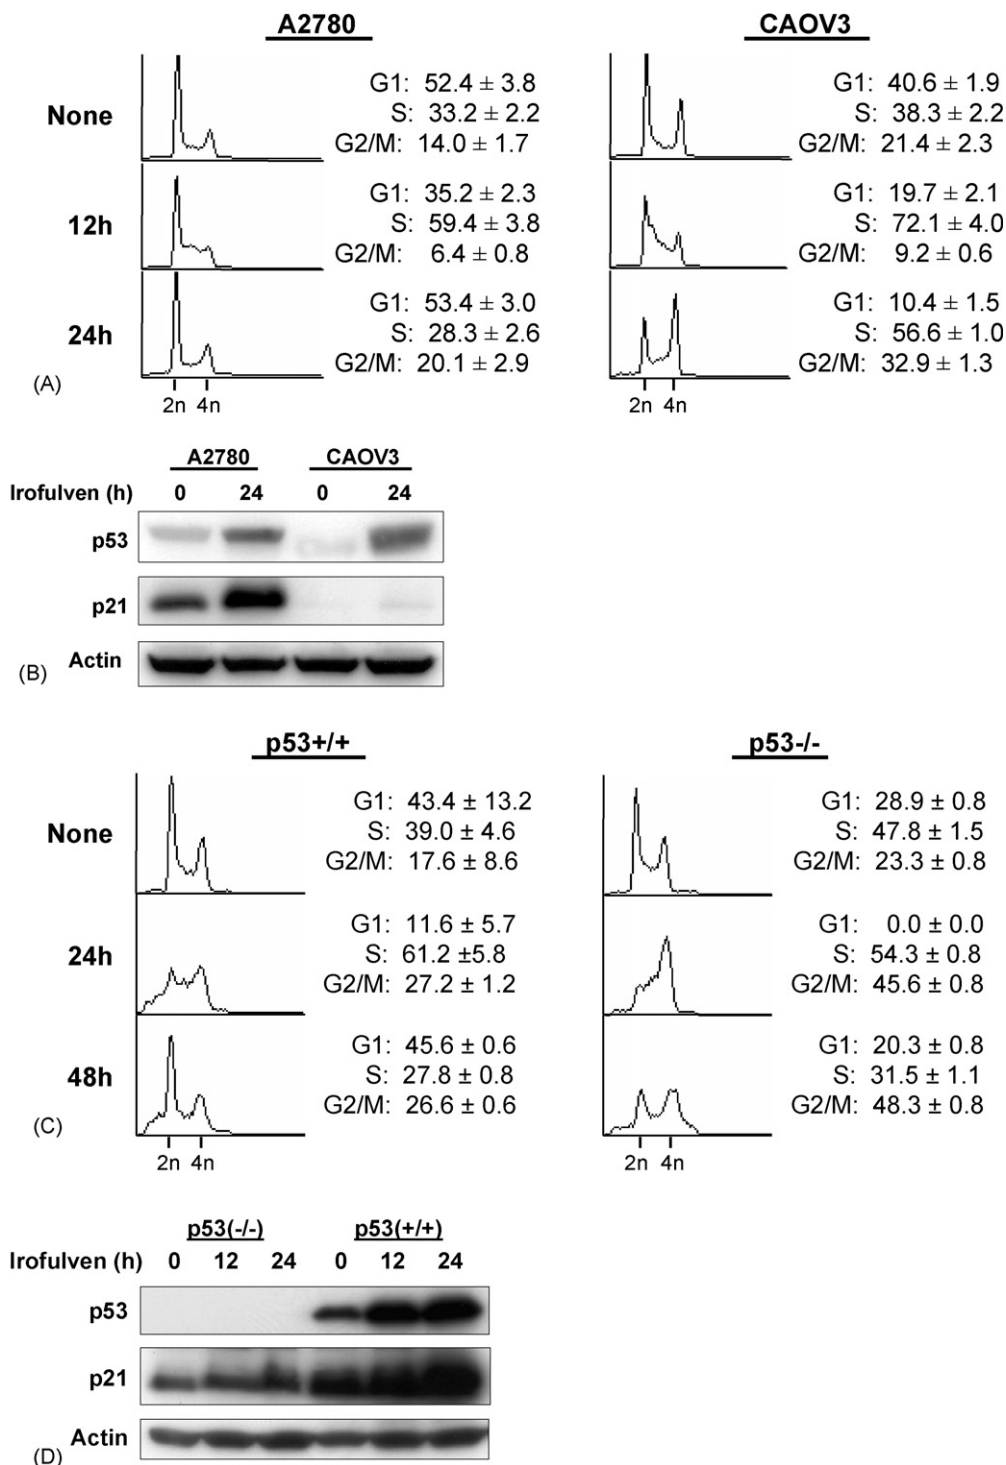 A2780 CAOV3
None
G1: 52.4 ± 3.8
S: 33.2 ± 2.2
G2/M: 14.0 ± 1.7
G1: 40.6 ± 1.9
S: 38.3 ± 2.2
G2/M: 21.4 ± 2.3
12h
G1: 35.2 ± 2.3
S: 59.4 ± 3.8
G2/M: 6.4 ± 0.8
G1: 19.7 ± 2.1
S: 72.1 ± 4.0
G2/M: 9.2 ± 0.6
24h
G1: 53.4 ± 3.0
S: 28.3 ± 2.6
G2/M: 20.1 ± 2.9
G1: 10.4 ± 1.5
S: 56.6 ± 1.0
G2/M: 32.9 ± 1.3
(A)
2n 4n
2n 4n
A2780 CAOV3
Irofulven (h) 0 24 0 24
p53
p21
Actin
(B)
p53+/+ p53-/-
None
G1: 43.4 ± 13.2
S: 39.0 ± 4.6
G2/M: 17.6 ± 8.6
G1: 28.9 ± 0.8
S: 47.8 ± 1.5
G2/M: 23.3 ± 0.8
24h
G1: 11.6 ± 5.7
S: 61.2 ±5.8
G2/M: 27.2 ± 1.2
G1: 0.0 ± 0.0
S: 54.3 ± 0.8
G2/M: 45.6 ± 0.8
48h
G1: 45.6 ± 0.6
S: 27.8 ± 0.8
G2/M: 26.6 ± 0.6
G1: 20.3 ± 0.8
S: 31.5 ± 1.1
G2/M: 48.3 ± 0.8
(C)
2n 4n
2n 4n
p53(-/-) p53(+/+)
Irofulven (h) 0 12 24 0 12 24
p53
p21
Actin
(D)